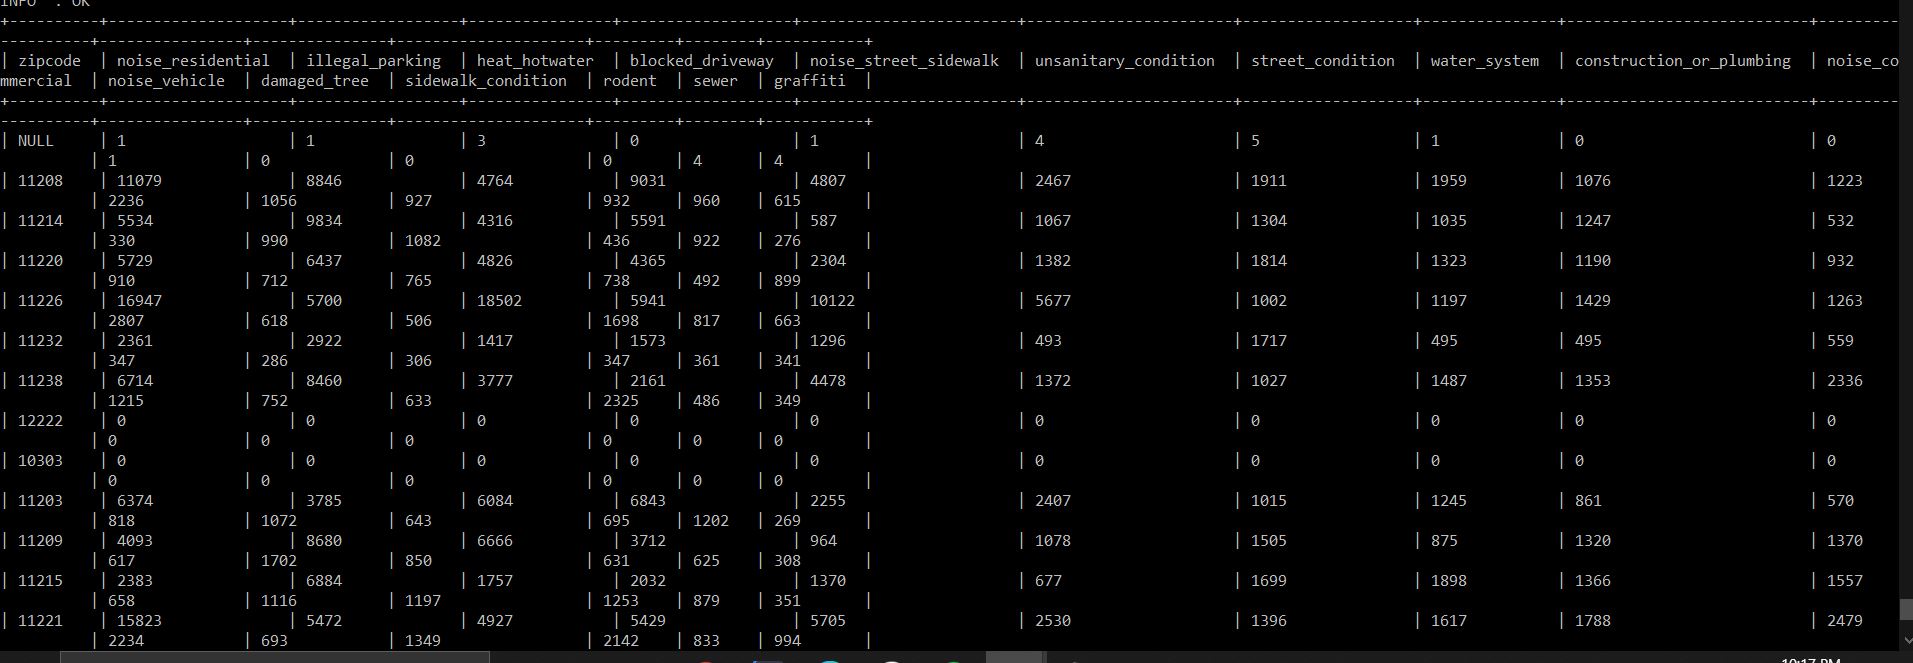 INFO  : OK
+----------+--------------------+------------------+----------------+-------------------+------------------------+-----------------------+-------------------+---------------+---------------------------+---------
----------+----------------+---------------+---------------------+---------+--------+-----------+
| zipcode  | noise_residential  | illegal_parking  | heat_hotwater  | blocked_driveway  | noise_street_sidewalk  | unsanitary_condition  | street_condition  | water_system  | construction_or_plumbing  | noise_co
mmercial  | noise_vehicle  | damaged_tree  | sidewalk_condition  | rodent  | sewer  | graffiti  |
+----------+--------------------+------------------+----------------+-------------------+------------------------+-----------------------+-------------------+---------------+---------------------------+---------
----------+----------------+---------------+---------------------+---------+--------+-----------+
| NULL     | 1                  | 1                | 3              | 0                 | 1                      | 4                     | 5                 | 1             | 0                         | 0
          | 1              | 0             | 0                   | 0       | 4      | 4         |
| 11208    | 11079              | 8846             | 4764           | 9031              | 4807                   | 2467                  | 1911              | 1959          | 1076                      | 1223
          | 2236           | 1056          | 927                 | 932     | 960    | 615       |
| 11214    | 5534               | 9834             | 4316           | 5591              | 587                    | 1067                  | 1304              | 1035          | 1247                      | 532
          | 330            | 990           | 1082                | 436     | 922    | 276       |
| 11220    | 5729               | 6437             | 4826           | 4365              | 2304                   | 1382                  | 1814              | 1323          | 1190                      | 932
          | 910            | 712           | 765                 | 738     | 492    | 899       |
| 11226    | 16947              | 5700             | 18502          | 5941              | 10122                  | 5677                  | 1002              | 1197          | 1429                      | 1263
          | 2807           | 618           | 506                 | 1698    | 817    | 663       |
| 11232    | 2361               | 2922             | 1417           | 1573              | 1296                   | 493                   | 1717              | 495           | 495                       | 559
          | 347            | 286           | 306                 | 347     | 361    | 341       |
| 11238    | 6714               | 8460             | 3777           | 2161              | 4478                   | 1372                  | 1027              | 1487          | 1353                      | 2336
          | 1215           | 752           | 633                 | 2325    | 486    | 349       |
| 12222    | 0                  | 0                | 0              | 0                 | 0                      | 0                     | 0                 | 0             | 0                         | 0
          | 0              | 0             | 0                   | 0       | 0      | 0         |
| 10303    | 0                  | 0                | 0              | 0                 | 0                      | 0                     | 0                 | 0             | 0                         | 0
          | 0              | 0             | 0                   | 0       | 0      | 0         |
| 11203    | 6374               | 3785             | 6084           | 6843              | 2255                   | 2407                  | 1015              | 1245          | 861                       | 570
          | 818            | 1072          | 643                 | 695     | 1202   | 269       |
| 11209    | 4093               | 8680             | 6666           | 3712              | 964                    | 1078                  | 1505              | 875           | 1320                      | 1370
          | 617            | 1702          | 850                 | 631     | 625    | 308       |
| 11215    | 2383               | 6884             | 1757           | 2032              | 1370                   | 677                   | 1699              | 1898          | 1366                      | 1557
          | 658            | 1116          | 1197                | 1253    | 879    | 351       |
| 11221    | 15823              | 5472             | 4927           | 5429              | 5705                   | 2530                  | 1396              | 1617          | 1788                      | 2479
          | 2234           | 693           | 1349                | 2142    | 833    | 994       |
10:17 PM